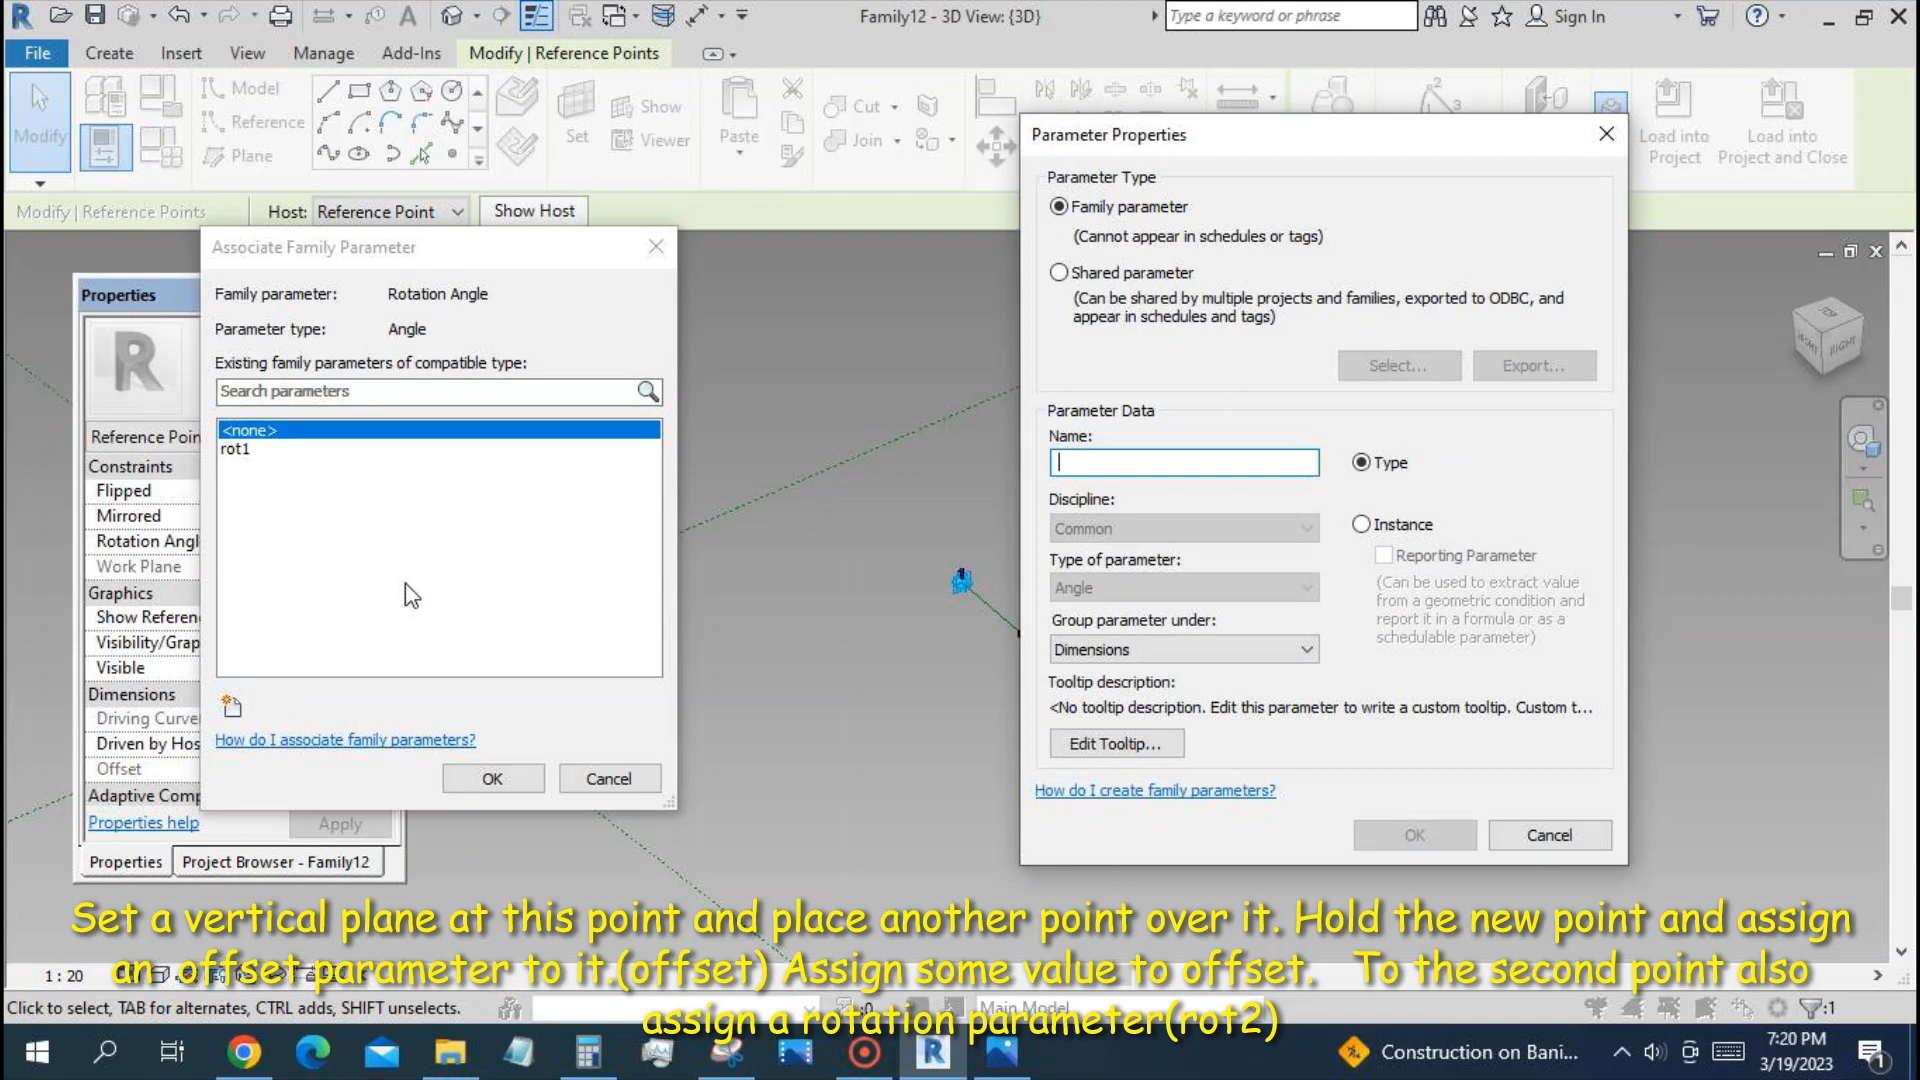 Family12 - 3D View: {3D}
Type a keyword or phrase
Sign In
File
Create
Insert
View
Manage
Add-Ins
Modify | Reference Points
Modify
Model
Reference
Plane
Set
Show
Viewer
Paste
Cut
Join
Load into
Project
Load into
Project and Close
Modify | Reference Points
Host:
Reference Point
Show Host
Properties
Reference Poin
Constraints
Flipped
Mirrored
Rotation Angl
Work Plane
Graphics
Show Referen
Visibility/Grap
Visible
Dimensions
Driving Curve
Driven by Hos
Offset
Adaptive Comp
Properties help
Apply
Properties
Project Browser - Family12
Associate Family Parameter
Family parameter:
Rotation Angle
Parameter type:
Angle
Existing family parameters of compatible type:
Search parameters
<none>
rot1
How do I associate family parameters?
OK
Cancel
Parameter Properties
Parameter Type
Family parameter
(Cannot appear in schedules or tags)
Shared parameter
(Can be shared by multiple projects and families, exported to ODBC, and
appear in schedules and tags)
Select...
Export...
Parameter Data
Name:
Type
Discipline:
Common
Instance
Reporting Parameter
(Can be used to extract value
from a geometric condition and
report it in a formula or as a
schedulable parameter)
Type of parameter:
Angle
Group parameter under:
Dimensions
Tooltip description:
<No tooltip description. Edit this parameter to write a custom tooltip. Custom t...
Edit Tooltip...
How do I create family parameters?
OK
Cancel
RIGHT
Set a vertical plane at this point and place another point over it. Hold the new point and assign
an offset parameter to it.(offset) Assign some value to offset. To the second point also
assign a rotation parameter(rot2)
1 : 20
Click to select, TAB for alternates, CTRL adds, SHIFT unselects.
:0
Main Model
:1
Construction on Bani...
7:20 PM
3/19/2023
1